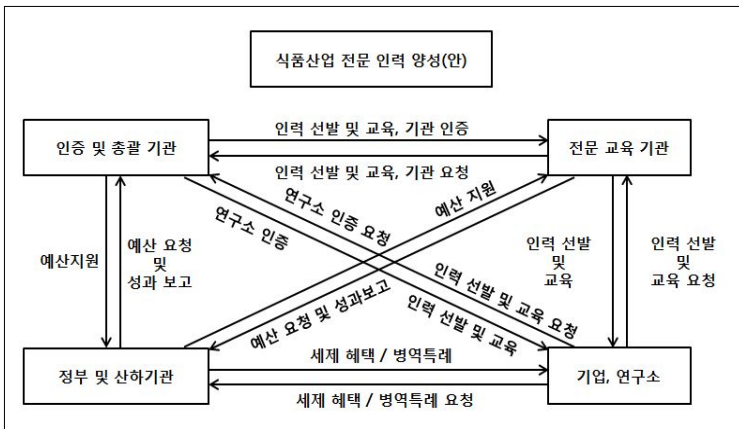 식품산업 전문 인력 양성(안)
인증 및 총괄 기관
인력 선발 및 교육, 기관 인증
전문 교육 기관
인력 선발 및 교육, 기관 요청
연구소 인증
연구소 인증 요청
예산 지원
예산지원
예산 요청
및
성과 보고
인력 선발
및
교육
인력 선발
및
교육 요청
예산 요청 및 성과보고
인력 선발 및 교육
인력 선발 및 교육 요청
정부 및 산하기관
세제 혜택 / 병역특례
기업, 연구소
세제 혜택 / 병역특례 요청